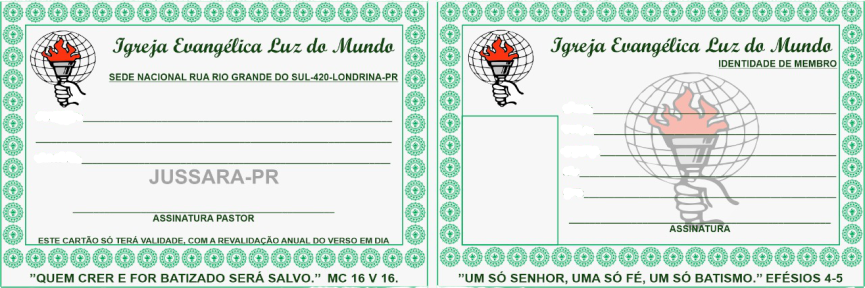 Igreja Evangélica Luz do Mundo
SEDE NACIONAL RUA RIO GRANDE DO SUL-420-LONDRINA-PR
JUSSARA-PR
ASSINATURA PASTOR
ESTE CARTÃO SÓ TERÁ VALIDADE, COM A REVALIDAÇÃO ANUAL DO VERSO EM DIA
"QUEM CRER E FOR BATIZADO SERÁ SALVO." MC 16 V 16.
Igreja Evangélica Luz do Mundo
IDENTIDADE DE MEMBRO
ASSINATURA
"UM SÓ SENHOR, UMA SÓ FÉ, UM SÓ BATISMO." EFÉSIOS 4-5